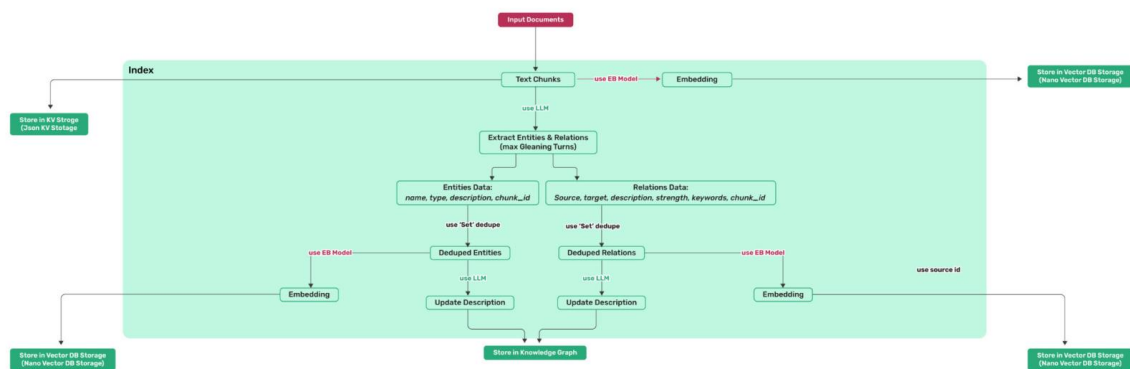 Input Documents
Index
Text Chunks
use EB Model
Embedding
Store in Vector DB Storage
(Nano Vector DB Storage)
use LLM
Store in KV Stroge
(Json KV Stotage
Extract Entities & Relations
(max Gleaning Turns)
Entities Data:
name, type, description, chunk_id
Relations Data:
Source, target, description, strength, keywords, chunk_id
use 'Set' dedupe
use 'Set' dedupe
use EB Model
Deduped Entities
Deduped Relations
use EB Model
use source id
use LLM
use LLM
Embedding
Update Description
Update Description
Embedding
Store in Vector DB Storage
(Nano Vector DB Storage)
Store in Knowledge Graph
Store in Vector DB Storage
(Nano Vector DB Storage)